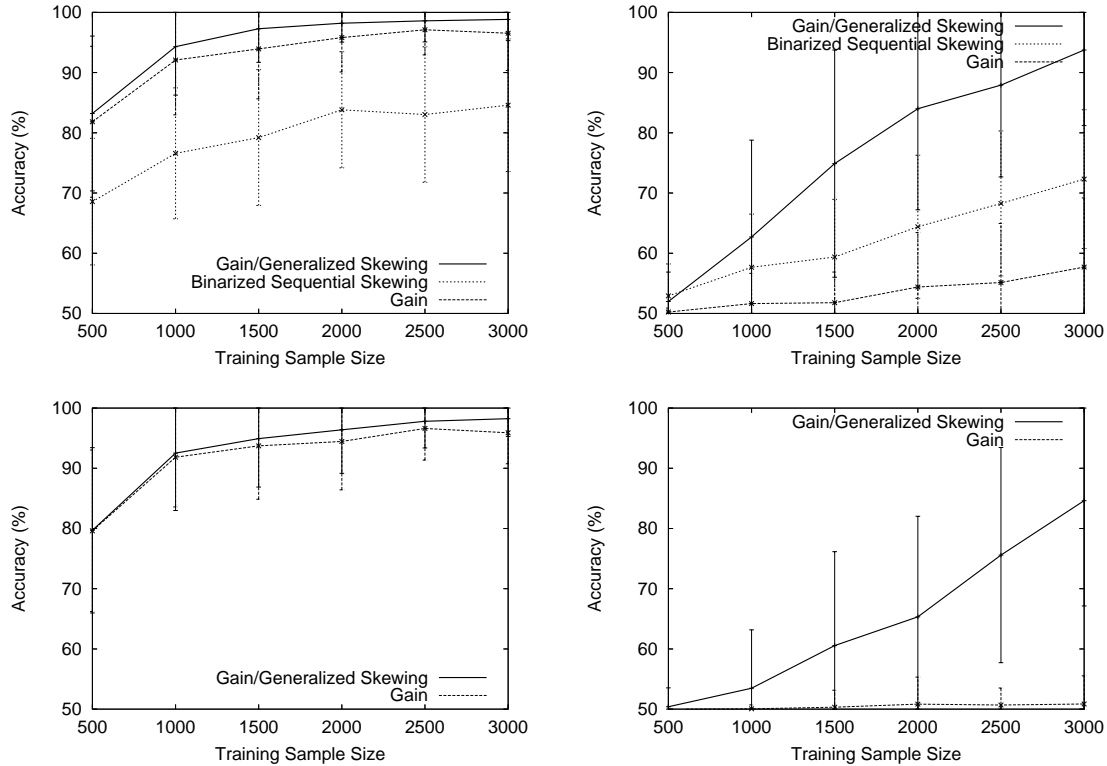 100
90
80
70
60
50
500 1000 1500 2000 2500 3000
Accuracy (%)
Training Sample Size
Gain/Generalized Skewing
Binarized Sequential Skewing
Gain
100
90
80
70
60
50
500 1000 1500 2000 2500 3000
Accuracy (%)
Training Sample Size
Gain/Generalized Skewing
Binarized Sequential Skewing
Gain
100
90
80
70
60
50
500 1000 1500 2000 2500 3000
Accuracy (%)
Training Sample Size
Gain/Generalized Skewing
Gain
100
90
80
70
60
50
500 1000 1500 2000 2500 3000
Accuracy (%)
Training Sample Size
Gain/Generalized Skewing
Gain